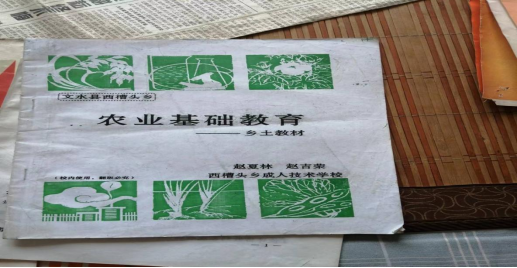 文水县西槽头乡
农业基础教育
——乡土教材
赵夏林 赵吉荣
西槽头乡成人技术学校
(校内使用,翻版必究)